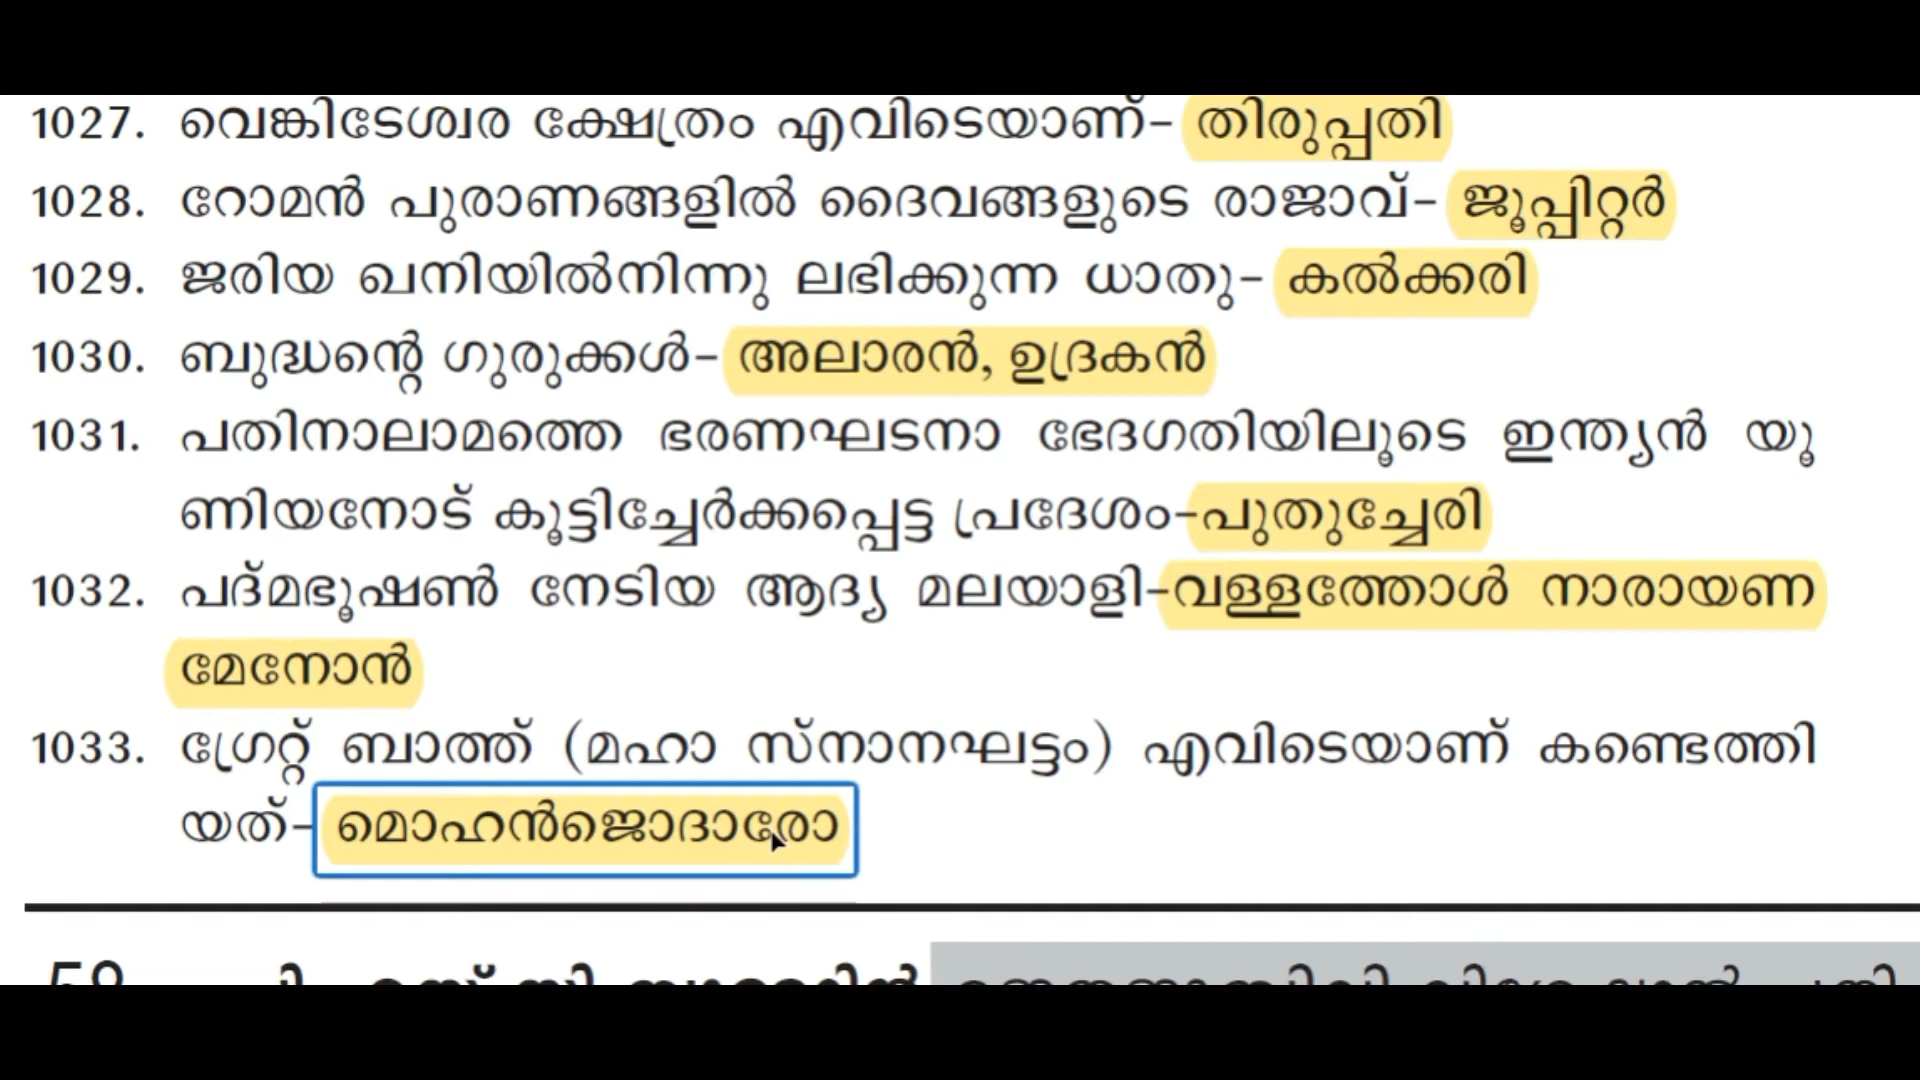 1027. വെങ്കിടേശ്വര ക്ഷേത്രം എവിടെയാണ്- തിരുപ്പതി
1028. റോമൻ പുരാണങ്ങളിൽ ദൈവങ്ങളുടെ രാജാവ്- ജൂപ്പിറ്റർ
1029. ജരിയ ഖനിയിൽനിന്നു ലഭിക്കുന്ന ധാതു- കൽക്കരി
1030. ബുദ്ധന്റെ ഗുരുക്കൾ- അലാരൻ, ഉദ്രകൻ
1031. പതിനാലാമത്തെ ഭരണഘടനാ ഭേദഗതിയിലൂടെ ഇന്ത്യൻ യൂ
ണിയനോട് കൂട്ടിച്ചേർക്കപ്പെട്ട പ്രദേശം-പുതുച്ചേരി
1032. പദ്മഭൂഷൺ നേടിയ ആദ്യ മലയാളി-വള്ളത്തോൾ നാരായണ
മേനോൻ
1033. ഗ്രേറ്റ് ബാത്ത് (മഹാ സ്നാനഘട്ടം) എവിടെയാണ് കണ്ടെത്തി
യത്- മൊഹൻജൊദാരോ